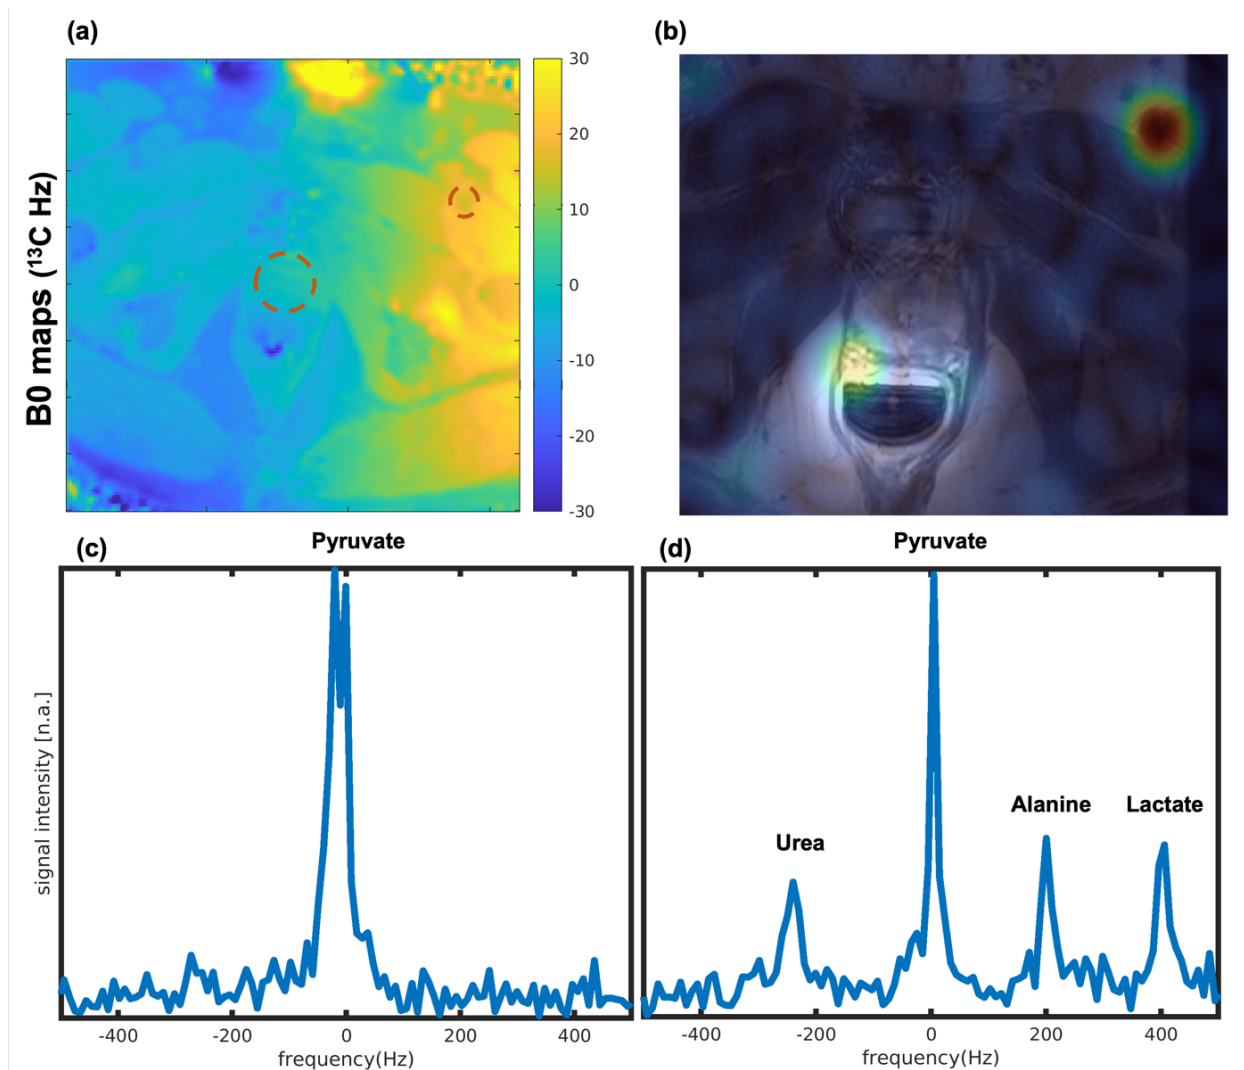 (a)
(b)
B0 maps (¹³C Hz)
30
20
10
0
-10
-20
-30
(c)
Pyruvate
(d)
Pyruvate
signal intensity [n.a.]
Urea
Alanine
Lactate
-400
-200
0
200
400
frequency(Hz)
-400
-200
0
200
400
frequency(Hz)